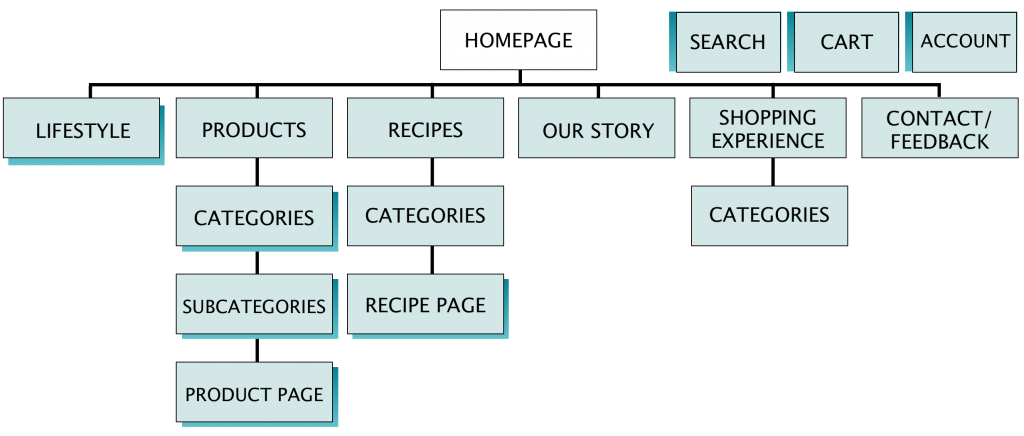 HOMEPAGE
SEARCH
CART
ACCOUNT
LIFESTYLE
PRODUCTS
RECIPES
OUR STORY
SHOPPING
EXPERIENCE
CONTACT/
FEEDBACK
CATEGORIES
CATEGORIES
CATEGORIES
SUBCATEGORIES
RECIPE PAGE
PRODUCT PAGE